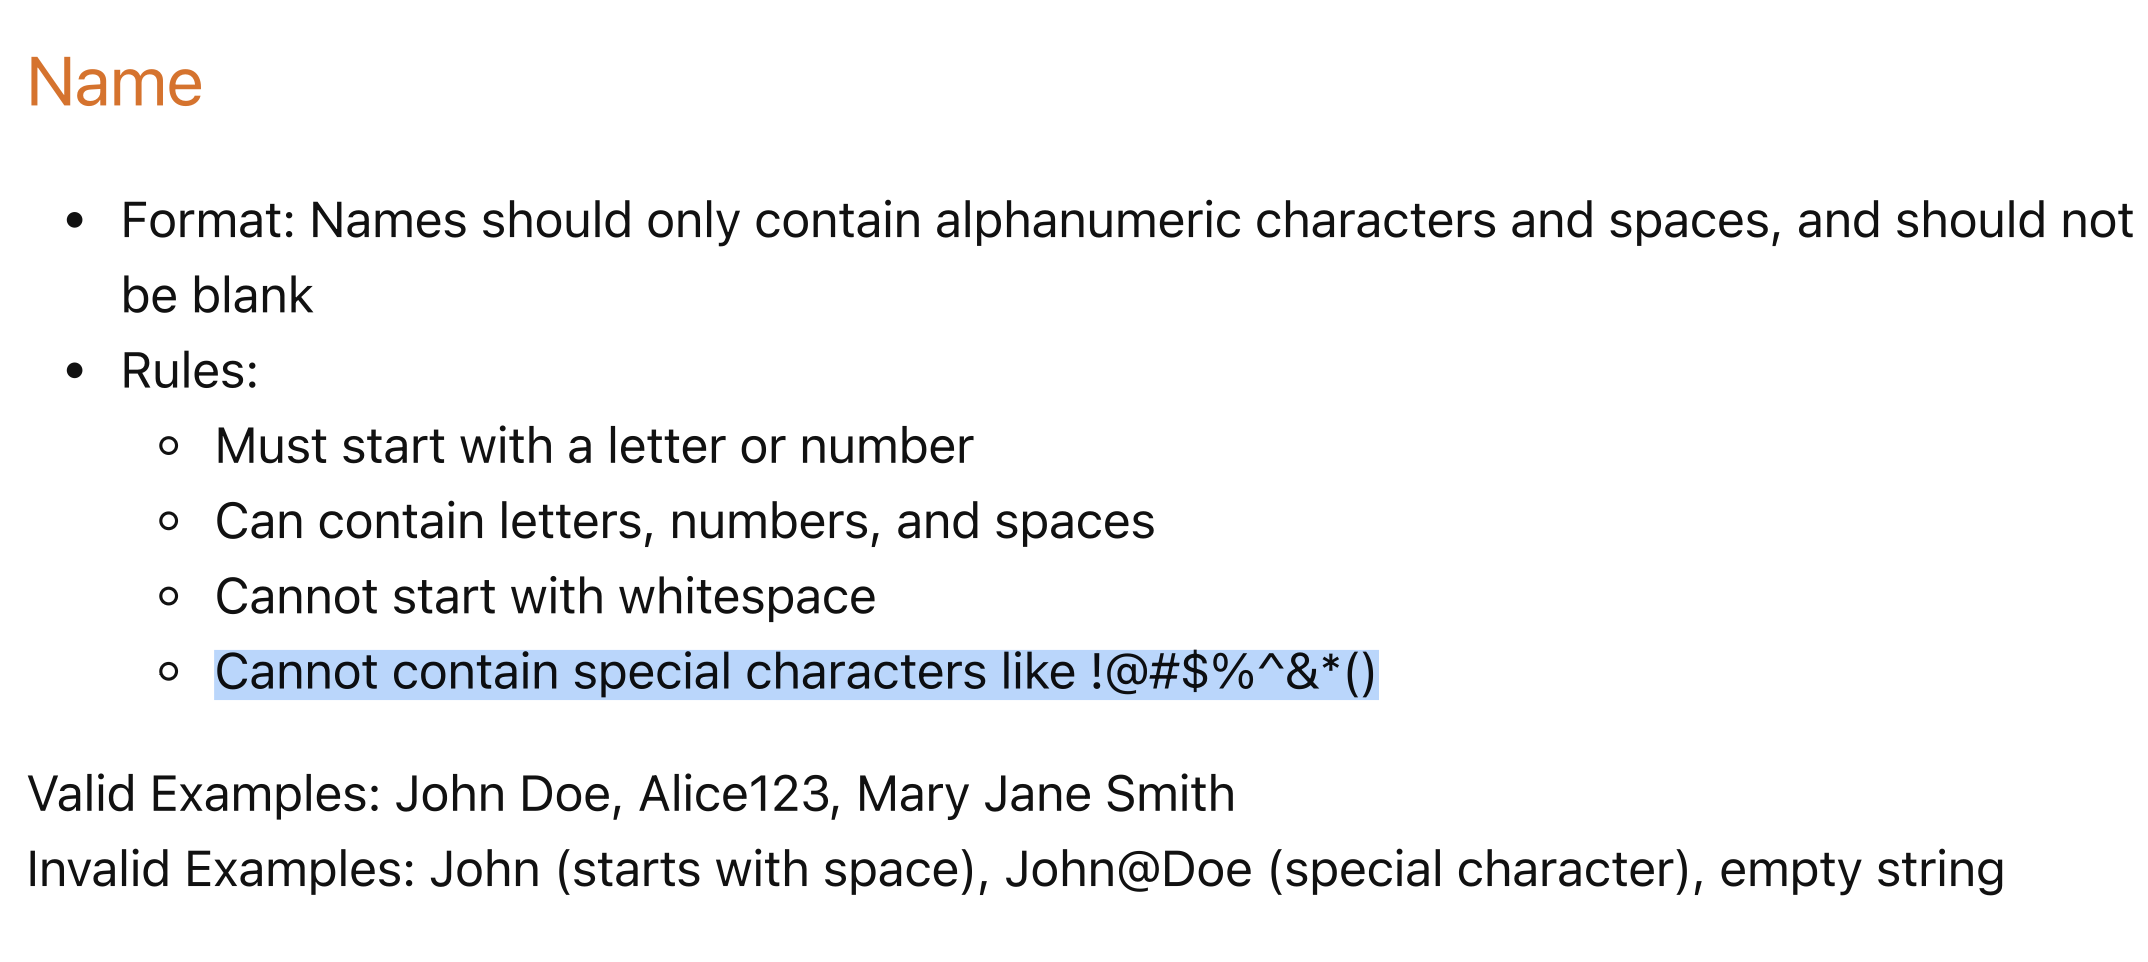 Name
Format: Names should only contain alphanumeric characters and spaces, and should not
be blank
Rules:
Must start with a letter or number
Can contain letters, numbers, and spaces
Cannot start with whitespace
Cannot contain special characters like !@#$%^&*()
Valid Examples: John Doe, Alice123, Mary Jane Smith
Invalid Examples: John (starts with space), John@Doe (special character), empty string